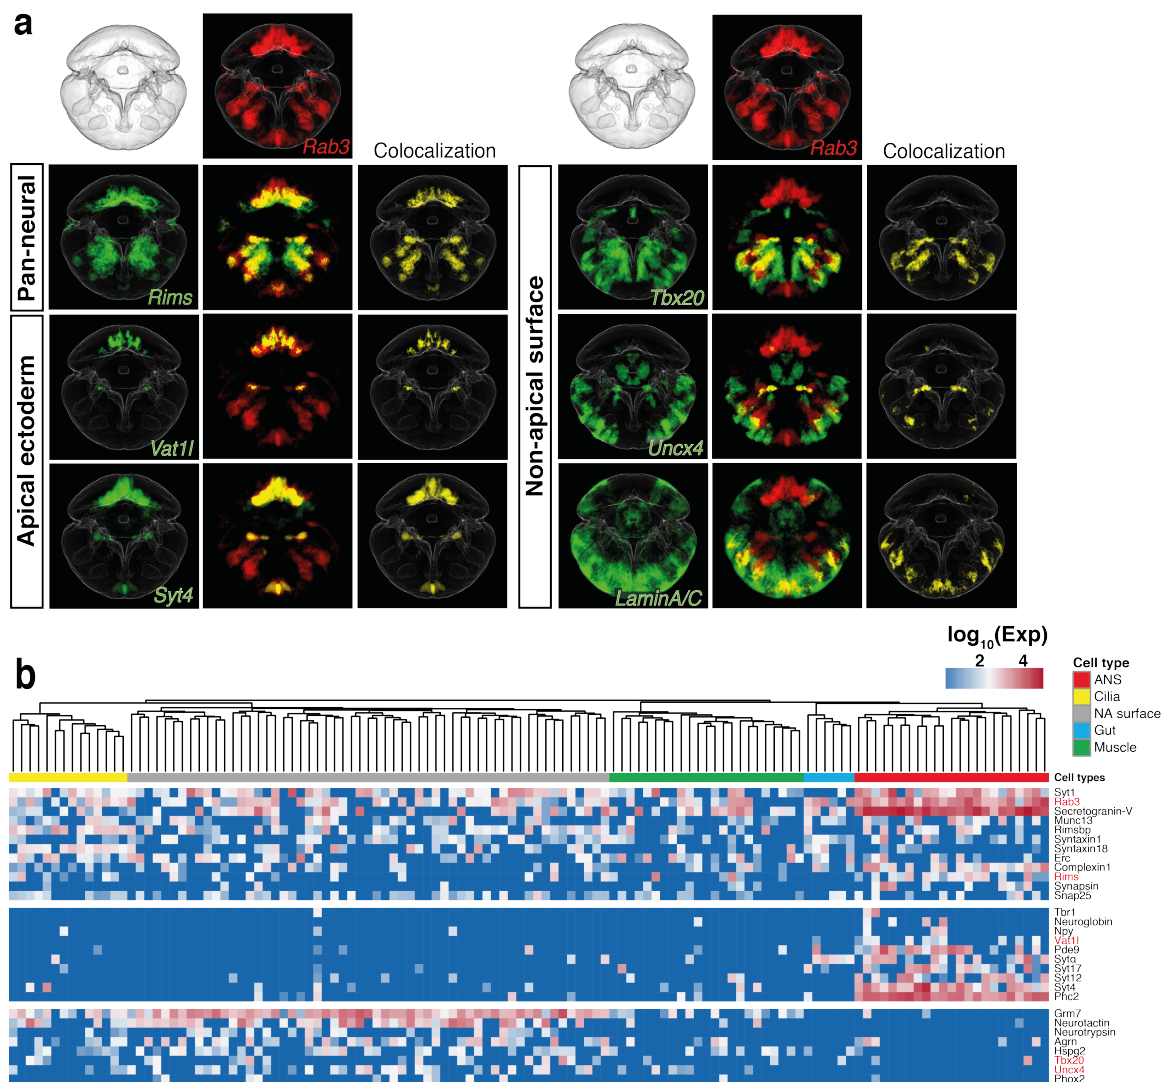 a
Rab3
Rab3
Colocalization
Colocalization
Pan-neural
Rims
Tbx20
Apical ectoderm
Non-apical surface
Vat1l
Uncx4
Syt4
LaminA/C
b
log10(Exp)
2 4
Cell type
ANS
Cilia
NA surface
Gut
Muscle
Cell types
Syt1
Rab3
Secretogranin-V
Munc13
Rimsbp
Syntaxin1
Syntaxin18
Erc
Complexin1
Rims
Synapsin
Snap25
Tbr1
Neuroglobin
Npy
Vat1l
Pde9
Sytα
Syt17
Syt12
Syt4
Phc2
Grm7
Neurotactin
Neurotrypsin
Agrn
Hspg2
Tbx20
Uncx4
Phox2